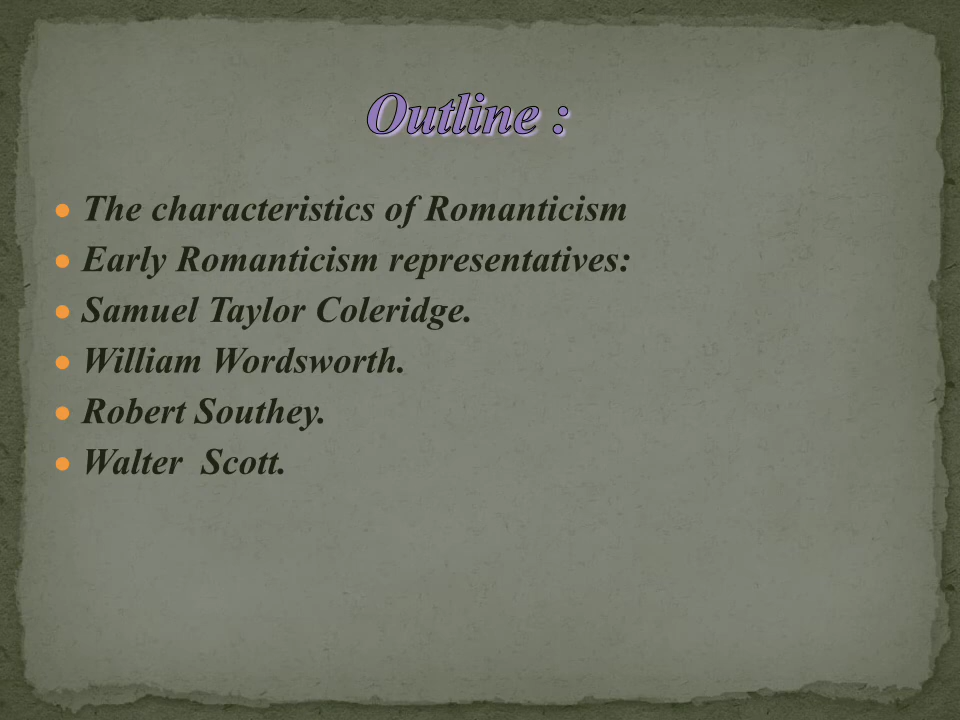 Outline :
• The characteristics of Romanticism
• Early Romanticism representatives:
• Samuel Taylor Coleridge.
• William Wordsworth.
• Robert Southey.
• Walter  Scott.